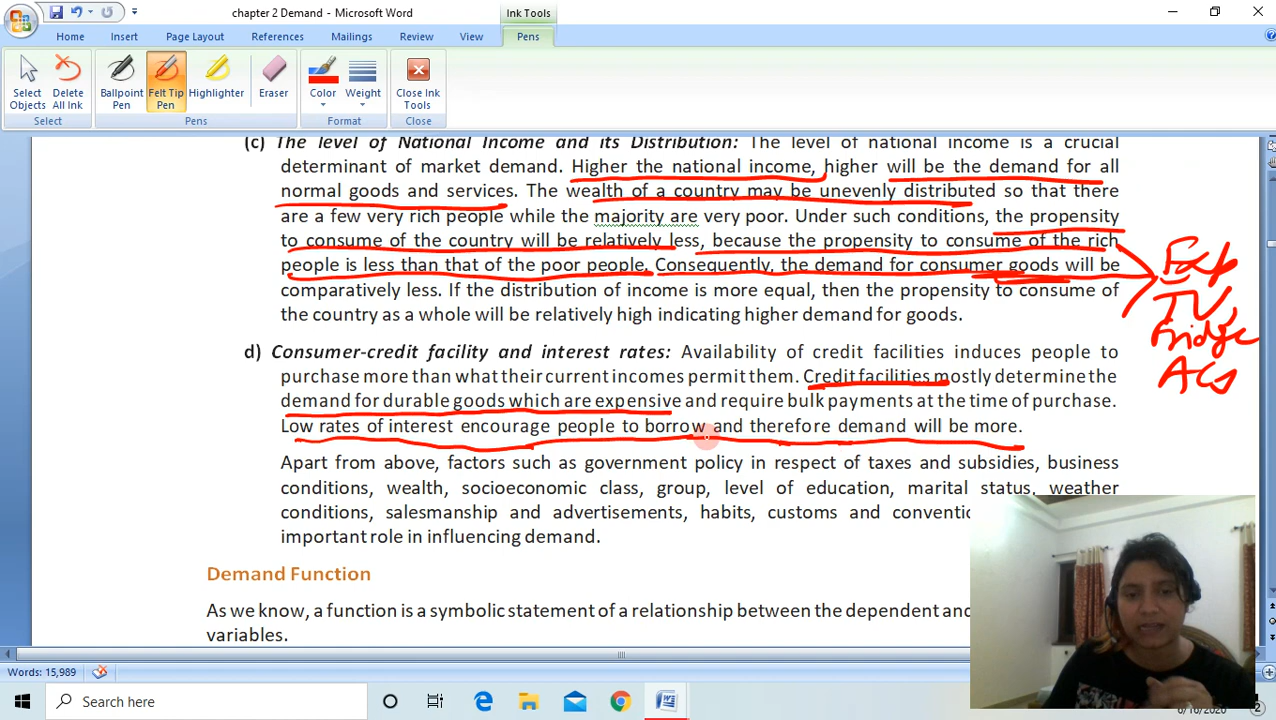 chapter 2 Demand - Microsoft Word
Ink Tools
Home Insert Page Layout References Mailings Review View Pens
Select Objects
Delete All Ink
Ballpoint Pen
Felt Tip Pen
Highlighter
Eraser
Color
Weight
Close Ink Tools
Select Pens Format Close
(c) The level of National Income and its Distribution: The level of national income is a crucial
determinant of market demand. Higher the national income, higher will be the demand for all
normal goods and services. The wealth of a country may be unevenly distributed so that there
are a few very rich people while the majority are very poor. Under such conditions, the propensity
to consume of the country will be relatively less, because the propensity to consume of the rich
people is less than that of the poor people. Consequently, the demand for consumer goods will be
comparatively less. If the distribution of income is more equal, then the propensity to consume of
the country as a whole will be relatively high indicating higher demand for goods.
TV,
Fridge
ACs
d) Consumer-credit facility and interest rates: Availability of credit facilities induces people to
purchase more than what their current incomes permit them. Credit facilities mostly determine the
demand for durable goods which are expensive and require bulk payments at the time of purchase.
Low rates of interest encourage people to borrow and therefore demand will be more.
Apart from above, factors such as government policy in respect of taxes and subsidies, business
conditions, wealth, socioeconomic class, group, level of education, marital status, weather
conditions, salesmanship and advertisements, habits, customs and
important role in influencing demand.
Demand Function
As we know, a function is a symbolic statement of a relationship between the dependent and
variables.
Words: 15,989
Search here
6/16/2020
2